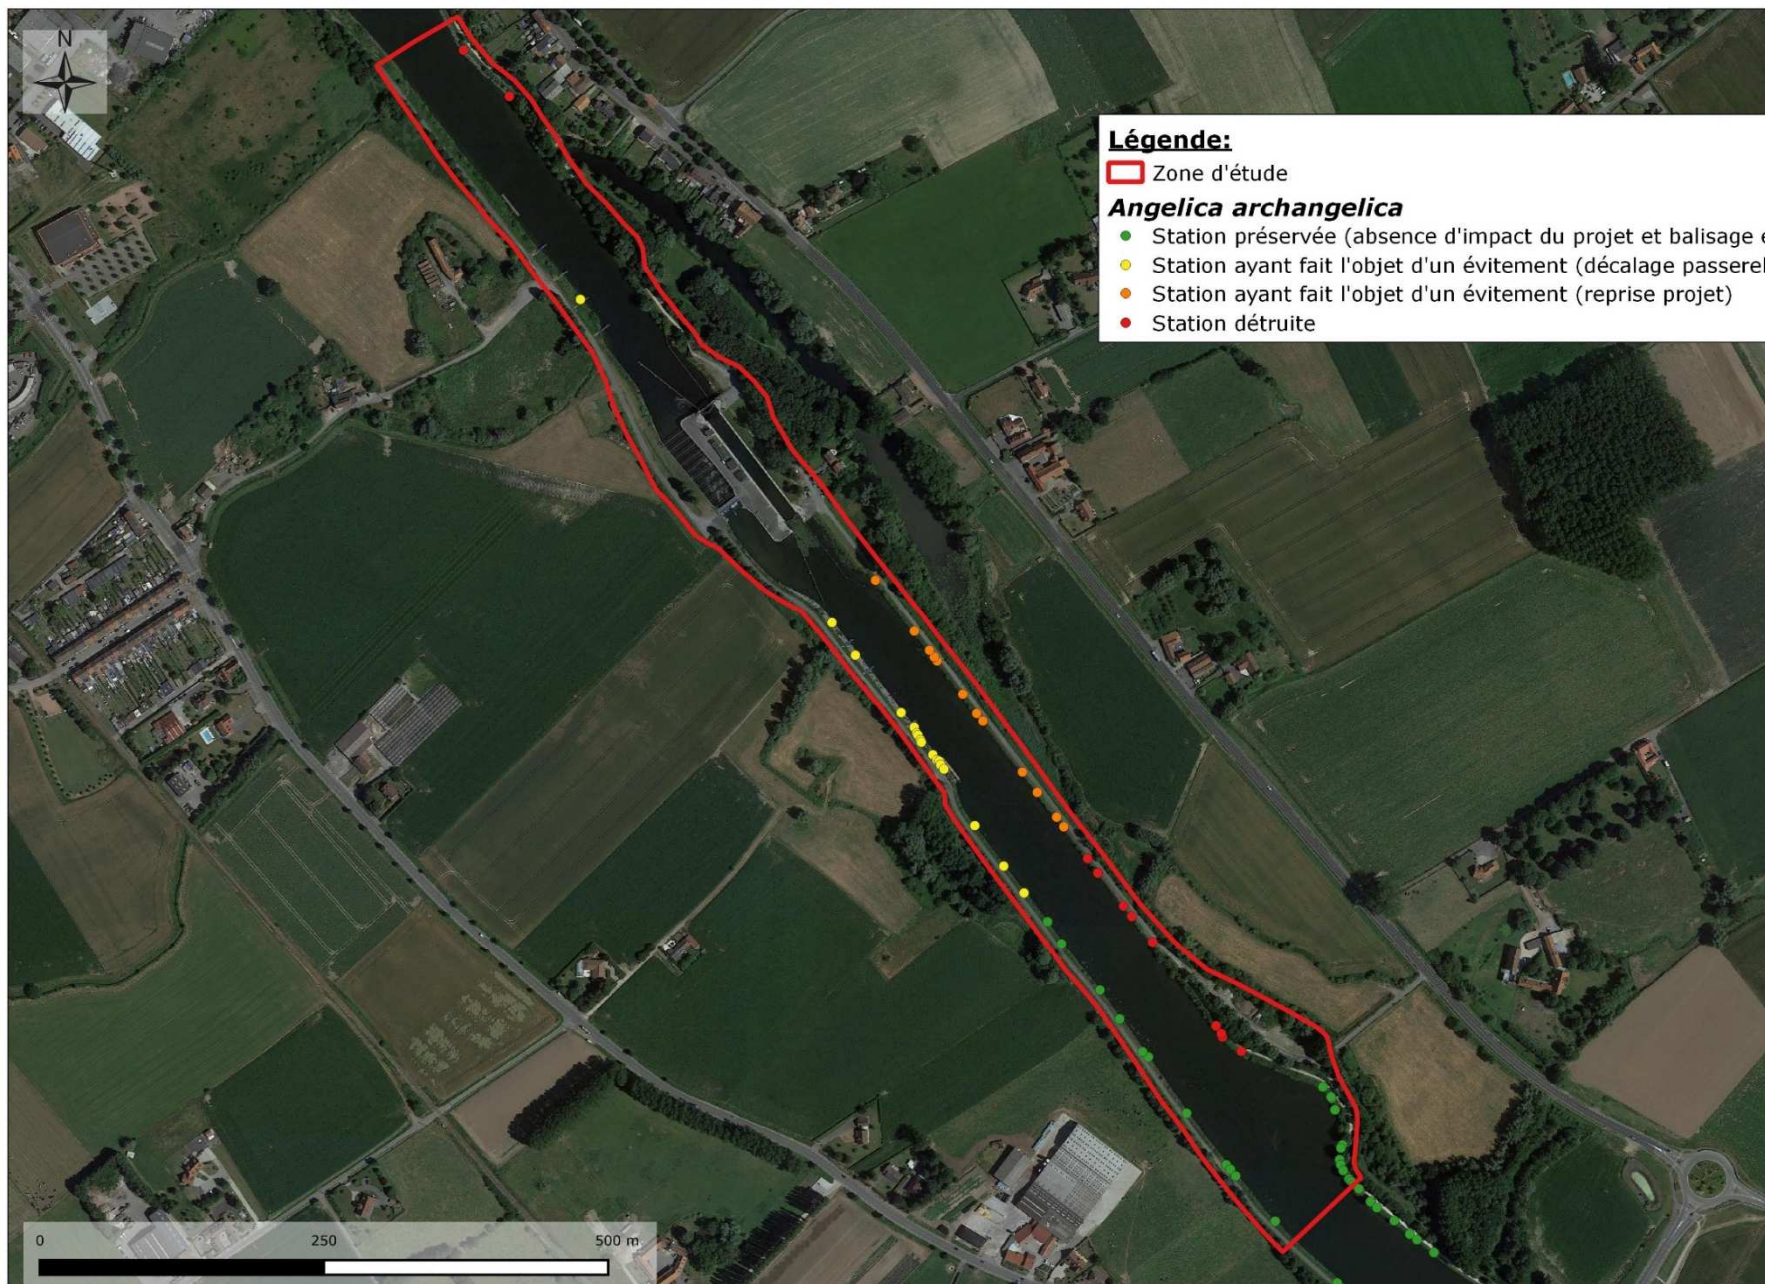 N
Légende:
Zone d'étude
Angelica archangelica
Station préservée (absence d'impact du projet et balisage
Station ayant fait l'objet d'un évitement (décalage
Station ayant fait l'objet d'un évitement (reprise projet)
Station détruite
0 250 500 m